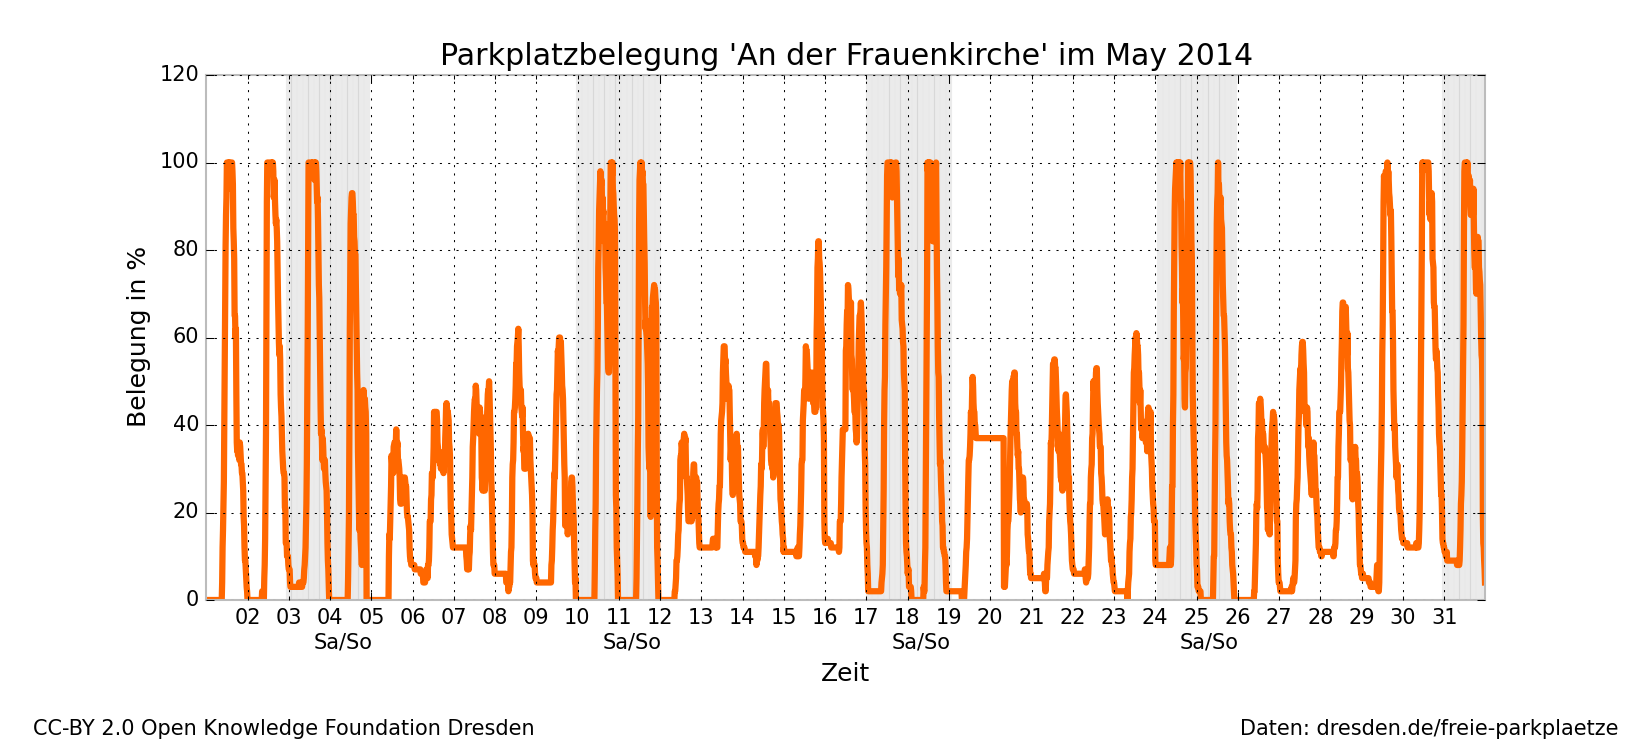 Parkplatzbelegung 'An der Frauenkirche' im May 2014
120
100
80
60
40
20
0
Belegung in %
02 03 04 05 06 07 08 09 10 11 12 13 14 15 16 17 18 19 20 21 22 23 24 25 26 27 28 29 30 31
Sa/So Sa/So Sa/So Sa/So
Zeit
CC-BY 2.0 Open Knowledge Foundation Dresden
Daten: dresden.de/freie-parkplaetze